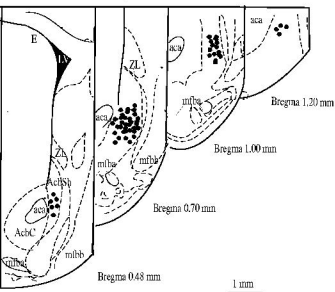 E
LV
ZL
AcbSh
aca
AcbC
mfba
mfbb
Bregma 0.48 mm
ZL
aca
mfba
mfbb
Bregma 0.70 mm
aca
mfba
Bregma 1.00 mm
aca
Bregma 1.20 mm
1 mm